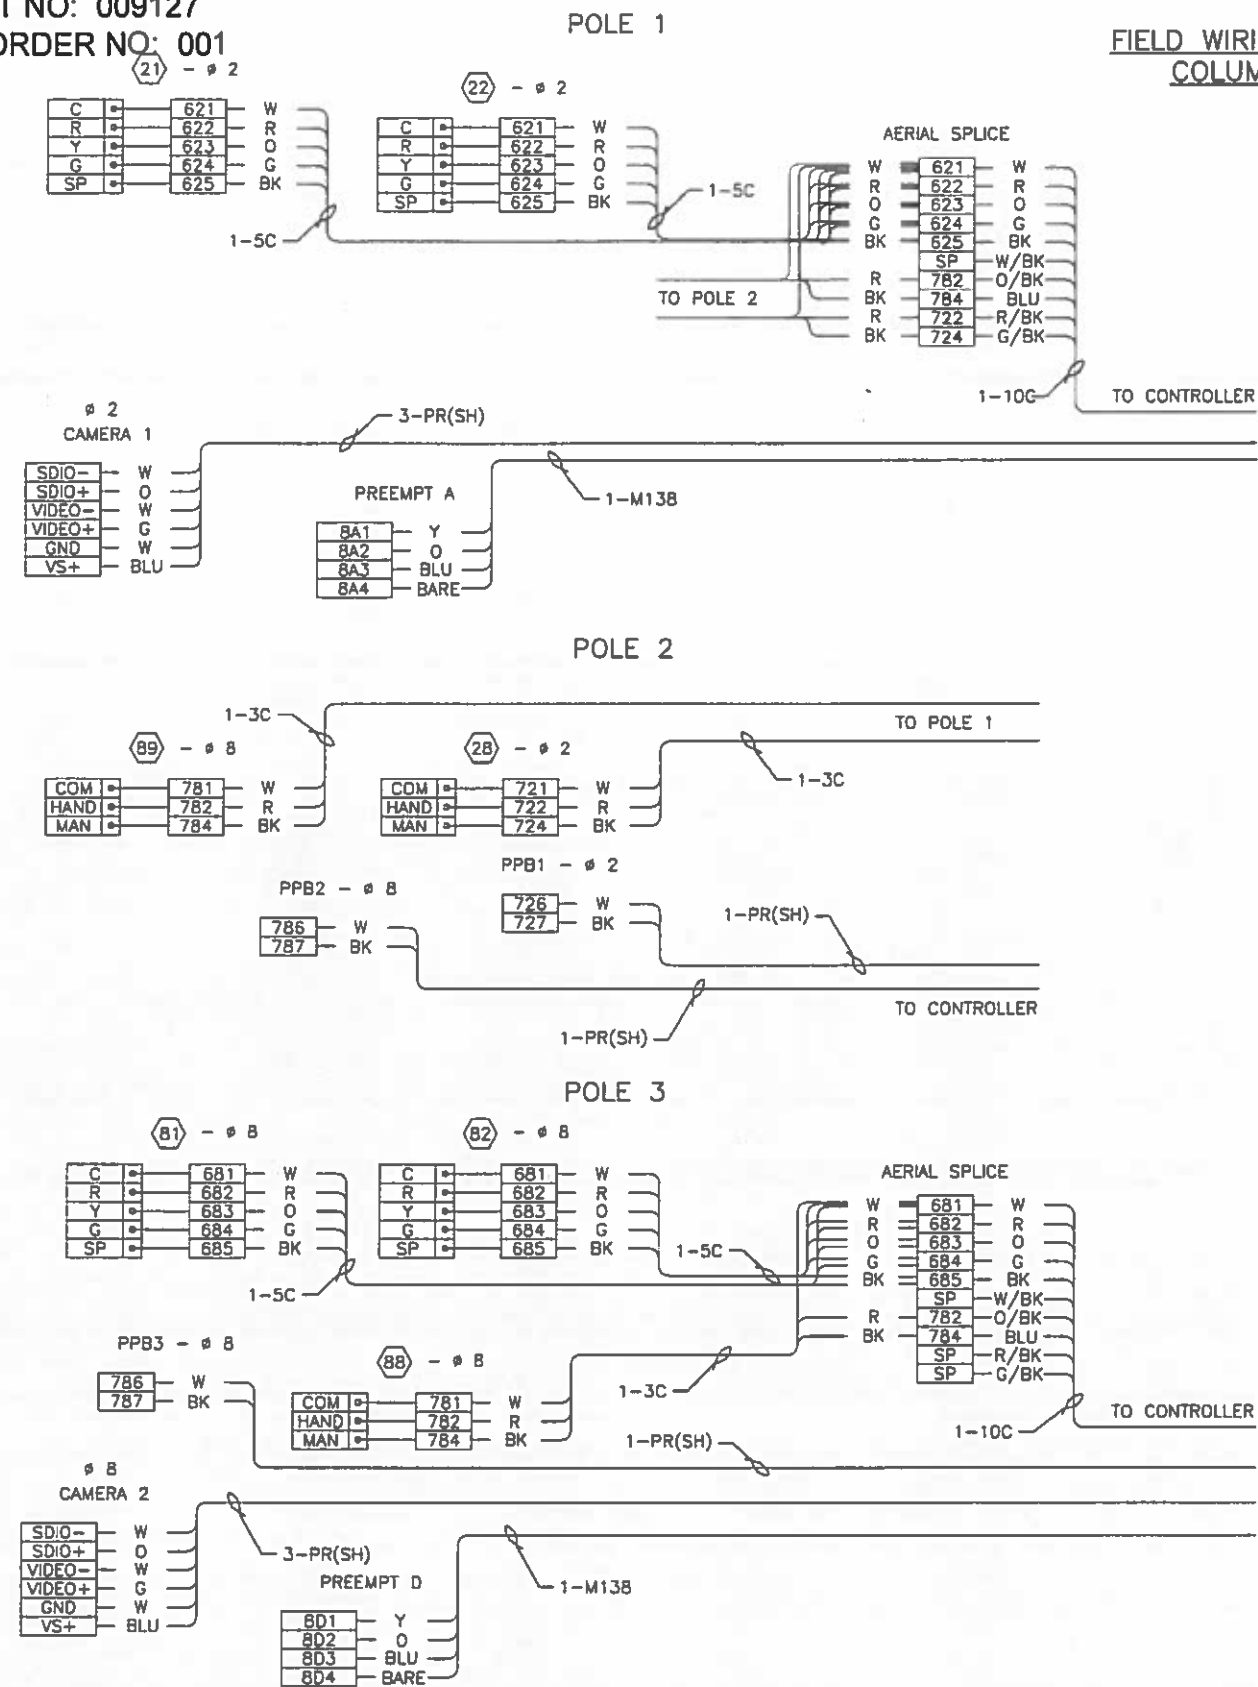 T NO: 009127
ORDER NO: 001
POLE 1
FIELD WIRI
COLUM
21 - ø 2
C 621 W
R 622 R
Y 623 O
G 624 G
SP 625 BK
1-5C
22 - ø 2
C 621 W
R 622 R
Y 623 O
G 624 G
SP 625 BK
1-5C
AERIAL SPLICE
W 621 W
R 622 R
O 623 O
G 624 G
BK 625 BK
SP W/BK
R 782 O/BK
BK 784 BLU
R 722 R/BK
BK 724 G/BK
TO POLE 2
1-10C
TO CONTROLLER
ø 2
CAMERA 1
SDIO- W
SDIO+ O
VIDEO- W
VIDEO+ G
GND W
VS+ BLU
3-PR(SH)
PREEMPT A
8A1 Y
8A2 O
8A3 BLU
8A4 BARE
1-M138
POLE 2
1-3C
TO POLE 1
89 - ø 8
COM 781 W
HAND 782 R
MAN 784 BK
28 - ø 2
COM 721 W
HAND 722 R
MAN 724 BK
1-3C
PPB1 - ø 2
726 W
727 BK
PPB2 - ø 8
786 W
787 BK
1-PR(SH)
1-PR(SH)
TO CONTROLLER
POLE 3
81 - ø 8
C 681 W
R 682 R
Y 683 O
G 684 G
SP 685 BK
1-5C
82 - ø 8
C 681 W
R 682 R
Y 683 O
G 684 G
SP 685 BK
1-5C
AERIAL SPLICE
W 681 W
R 682 R
O 683 O
G 684 G
BK 685 BK
SP W/BK
R 782 O/BK
BK 784 BLU
SP R/BK
SP G/BK
1-10C
TO CONTROLLER
PPB3 - ø 8
786 W
787 BK
88 - ø 8
COM 781 W
HAND 782 R
MAN 784 BK
1-3C
1-PR(SH)
ø 8
CAMERA 2
SDIO- W
SDIO+ O
VIDEO- W
VIDEO+ G
GND W
VS+ BLU
3-PR(SH)
PREEMPT D
8D1 Y
8D2 O
8D3 BLU
8D4 BARE
1-M138